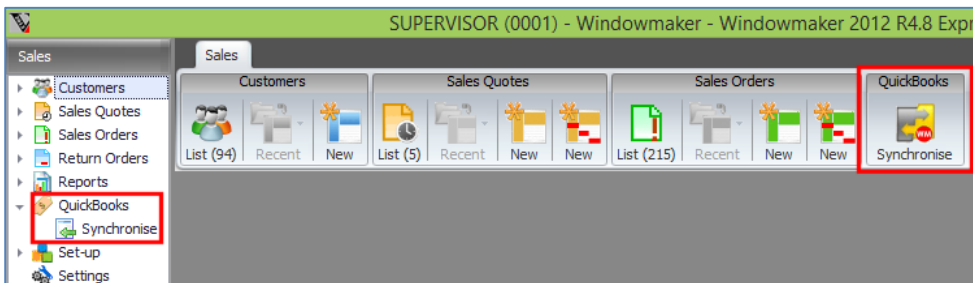 SUPERVISOR (0001) - Windowmaker - Windowmaker 2012 R4.8 Expr
Sales
Customers
Sales Quotes
Sales Orders
Return Orders
Reports
QuickBooks
Synchronise
Set-up
Settings
Sales
Customers
List (94) Recent New
Sales Quotes
List (5) Recent New New
Sales Orders
List (215) Recent New New
QuickBooks
WM
Synchronise